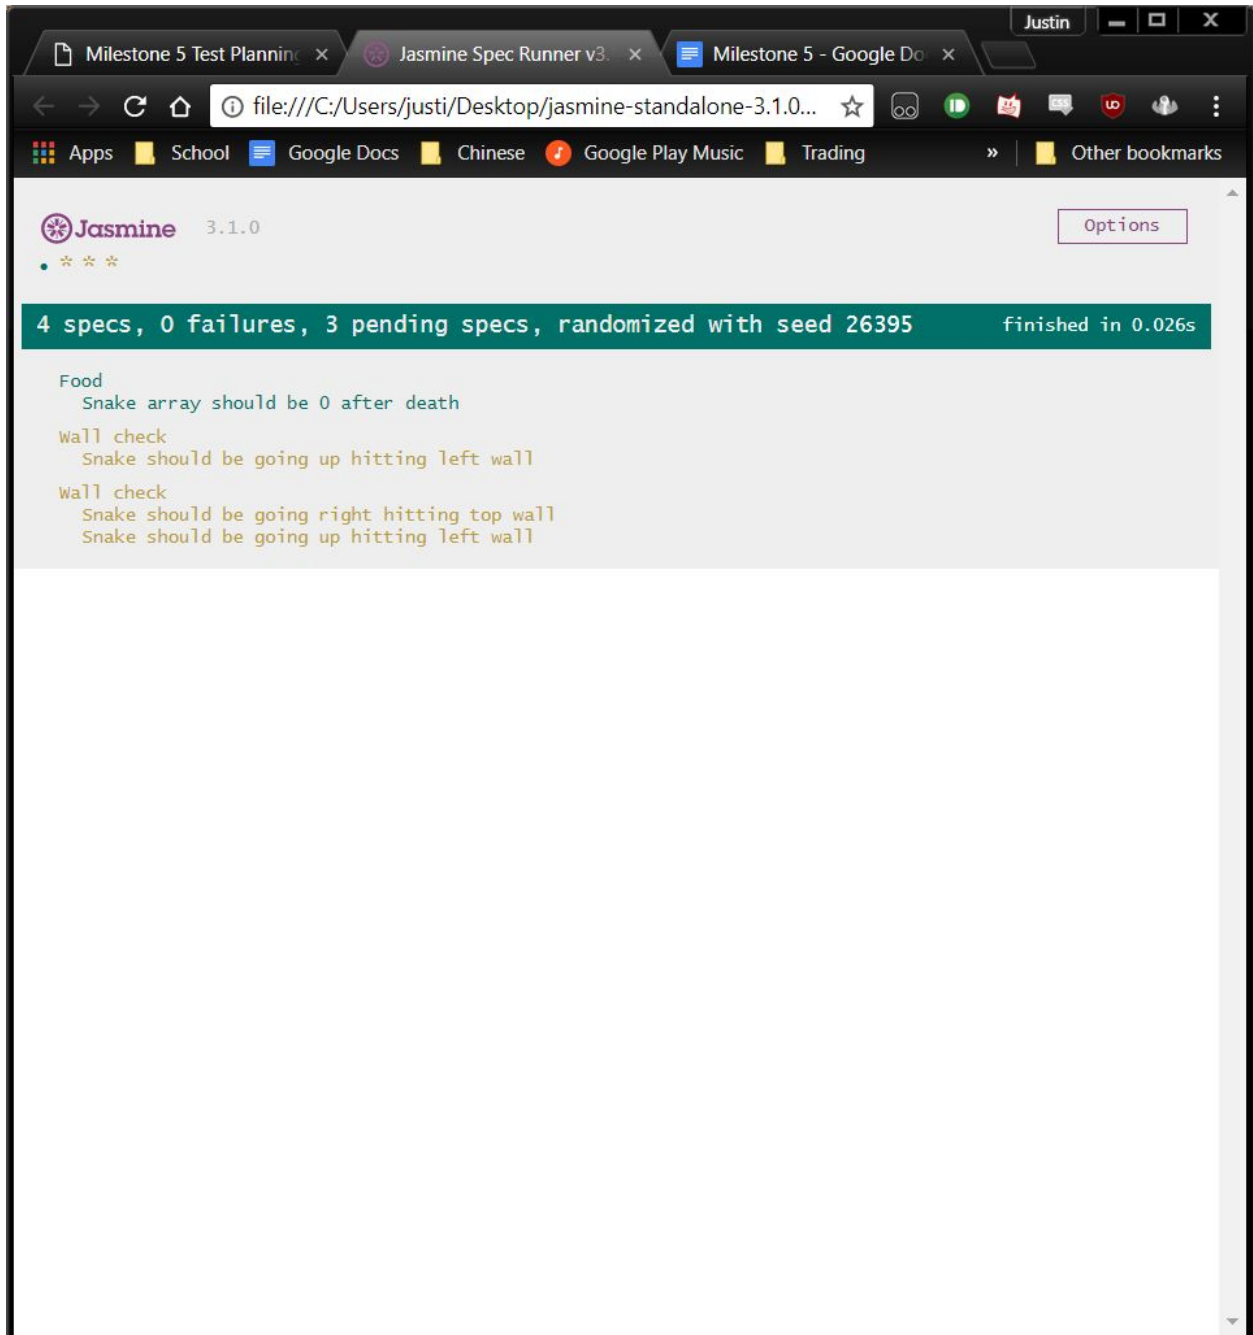 Justin
Milestone 5 Test Planning
Jasmine Spec Runner v3.
Milestone 5 - Google Do
file:///C:/Users/justi/Desktop/jasmine-standalone-3.1.0...
Apps School Google Docs Chinese Google Play Music Trading » Other bookmarks
Jasmine 3.1.0 Options
• * * *
4 specs, 0 failures, 3 pending specs, randomized with seed 26395 finished in 0.026s
Food
Snake array should be 0 after death
Wall check
Snake should be going up hitting left wall
Wall check
Snake should be going right hitting top wall
Snake should be going up hitting left wall